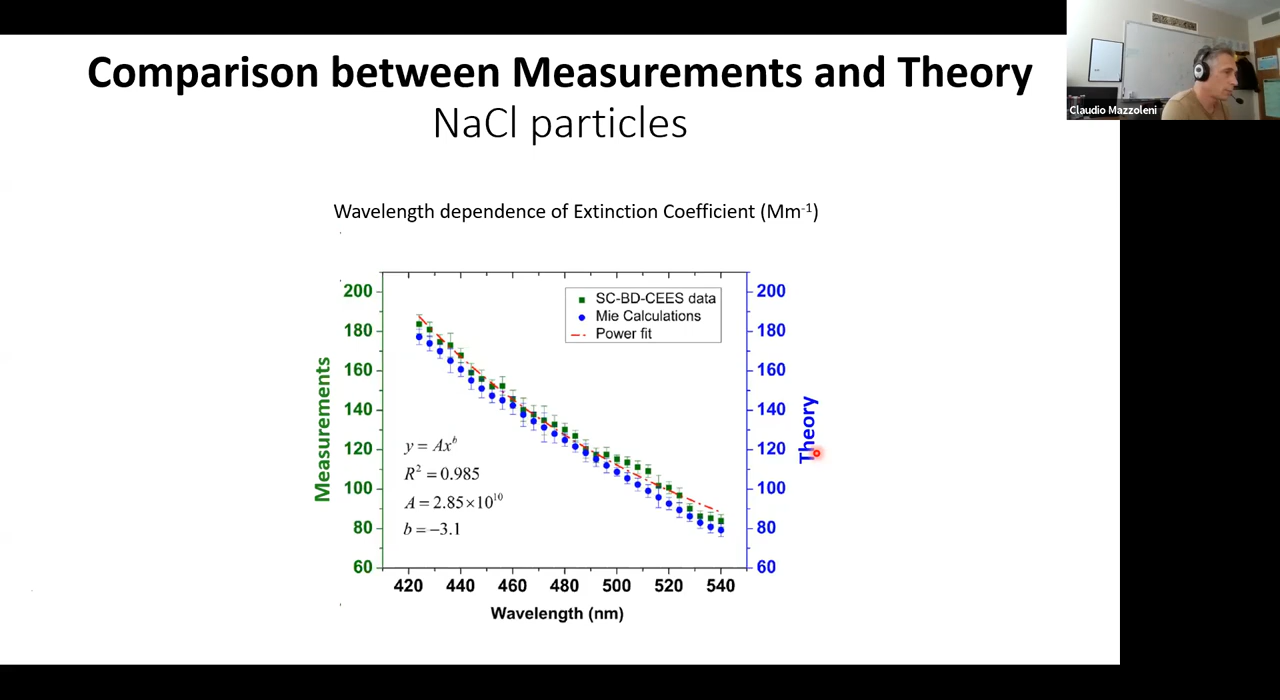 Comparison between Measurements and Theory
NaCl particles
Claudio Mazzoleni
Wavelength dependence of Extinction Coefficient (Mm⁻¹)
SC-BD-CEES data
Mie Calculations
Power fit
Measurements
200
180
160
140
120
100
80
60
y = Axᵇ
R² = 0.985
A = 2.85×10¹⁰
b = −3.1
200
180
160
140
120
100
80
60
Theory
420 440 460 480 500 520 540
Wavelength (nm)